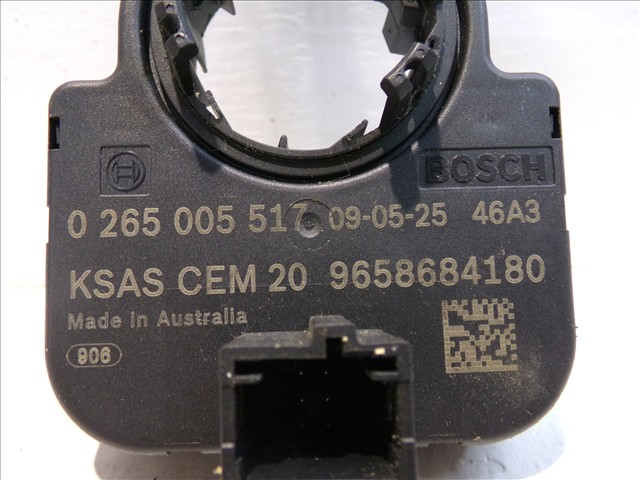 BOSCH
0 265 005 517 09-05-25 46A3
KSAS CEM 20 9658684180
Made in Australia
906